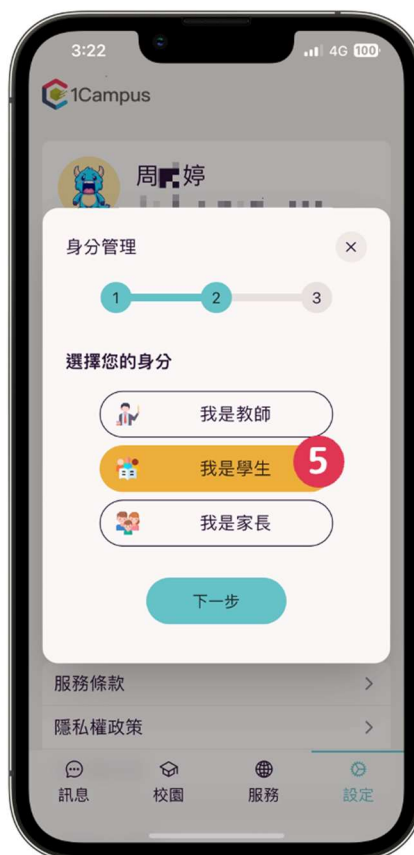 3:22
4G 100
1Campus
周 婷
身分管理
1 2 3
選擇您的身分
我是教師
我是學生 5
我是家長
下一步
服務條款
隱私權政策
訊息 校園 服務 設定